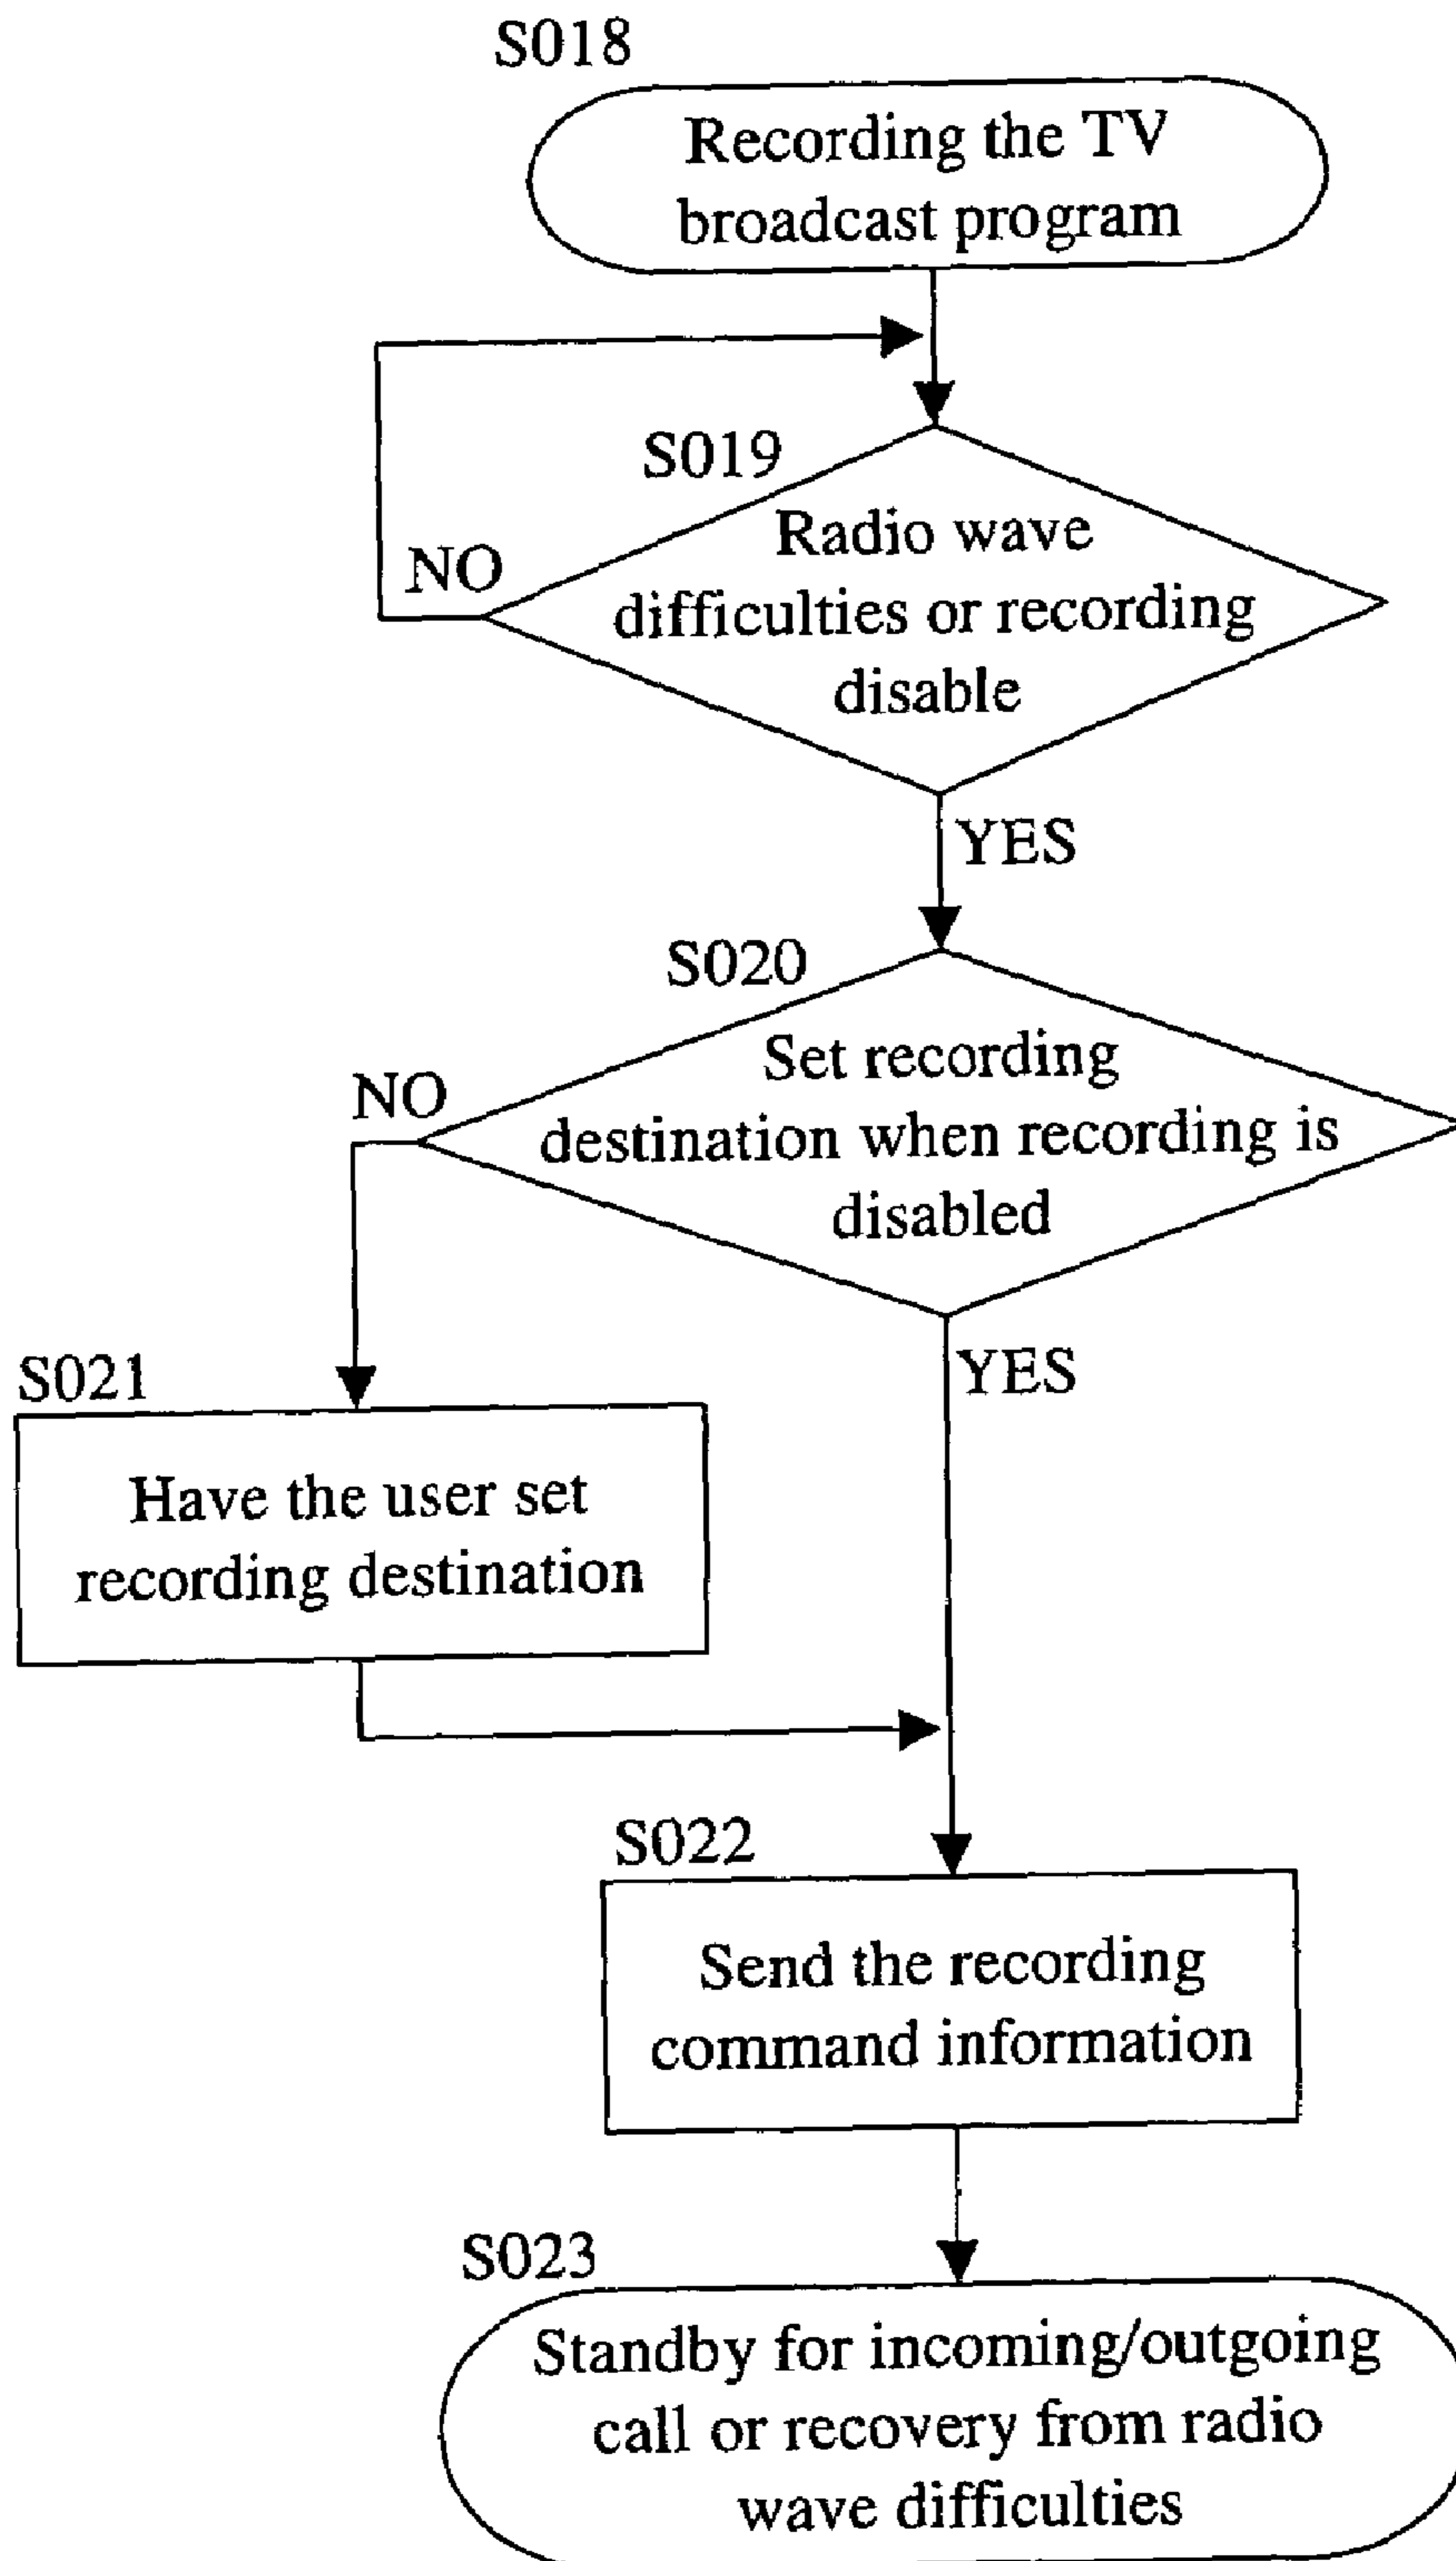 S018
Recording the TV
broadcast program
S019
Radio wave
difficulties or recording
disable
NO
YES
S020
Set recording
destination when recording is
disabled
NO
YES
S021
Have the user set
recording destination
S022
Send the recording
command information
S023
Standby for incoming/outgoing
call or recovery from radio
wave difficulties